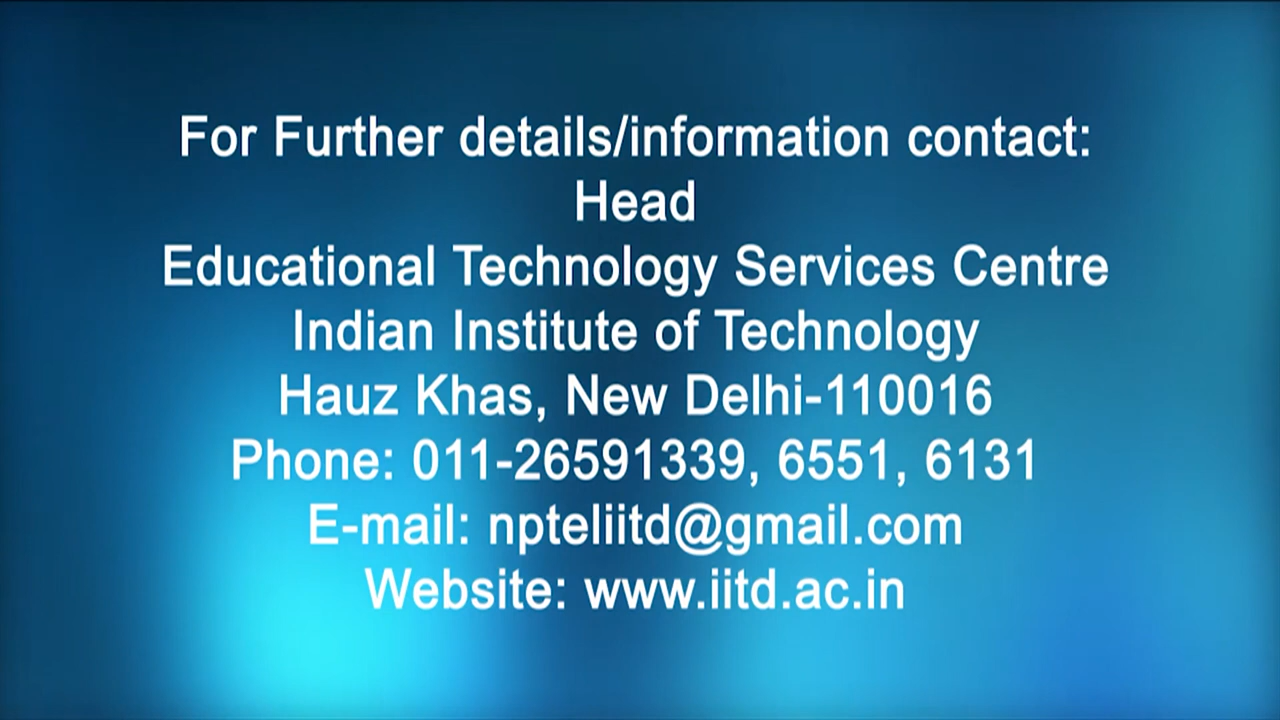 For Further details/information contact:
Head
Educational Technology Services Centre
Indian Institute of Technology
Hauz Khas, New Delhi-110016
Phone: 011-26591339, 6551, 6131
E-mail: npteliitd@gmail.com
Website: www.iitd.ac.in